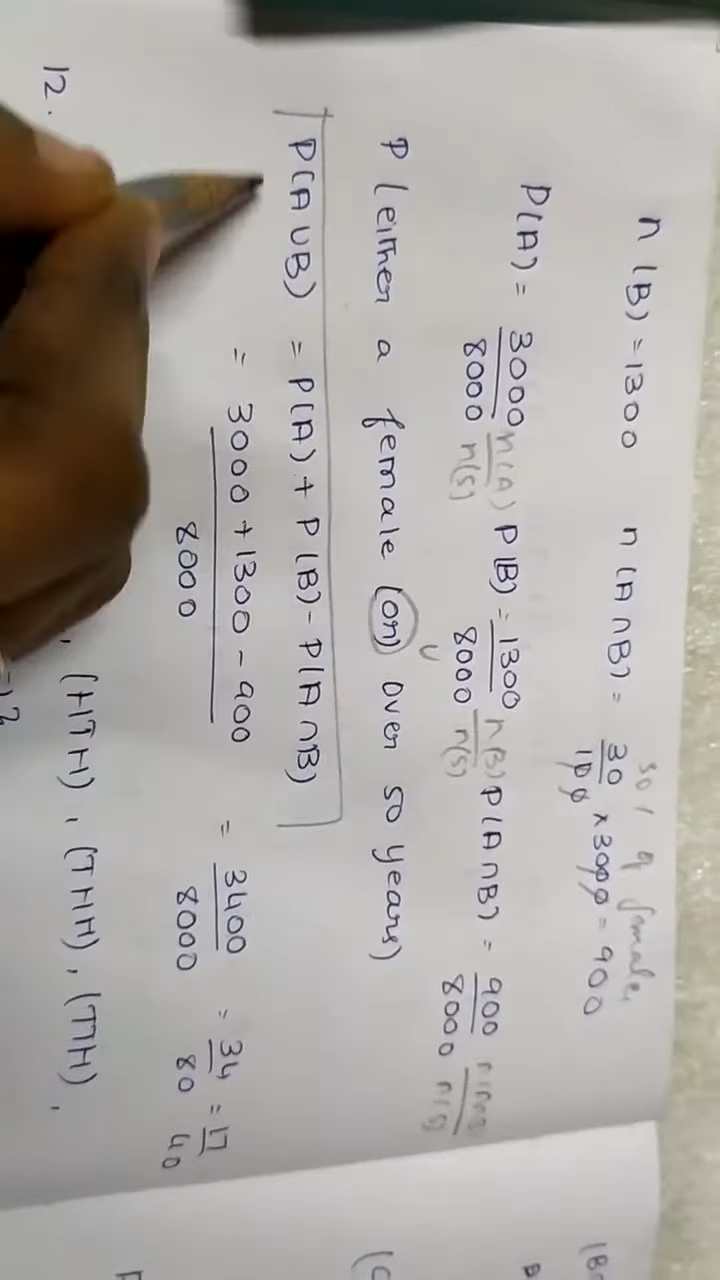 n(B) = 1300 n(A∩B) = 30/100 × 3000 = 900
30% of female
P(A) = 3000/8000 n(A)/n(S) P(B) = 1300/8000 n(B)/n(S) P(A∩B) = 900/8000 n(A∩B)/n(S)
P(either a female (or) over 50 years)
∪
P(A∪B) = P(A) + P(B) - P(A∩B)
= 3000 + 1300 - 900/8000 = 3400/8000 = 34/80 = 17/40
12. , (HTH), (THH), (TTH),